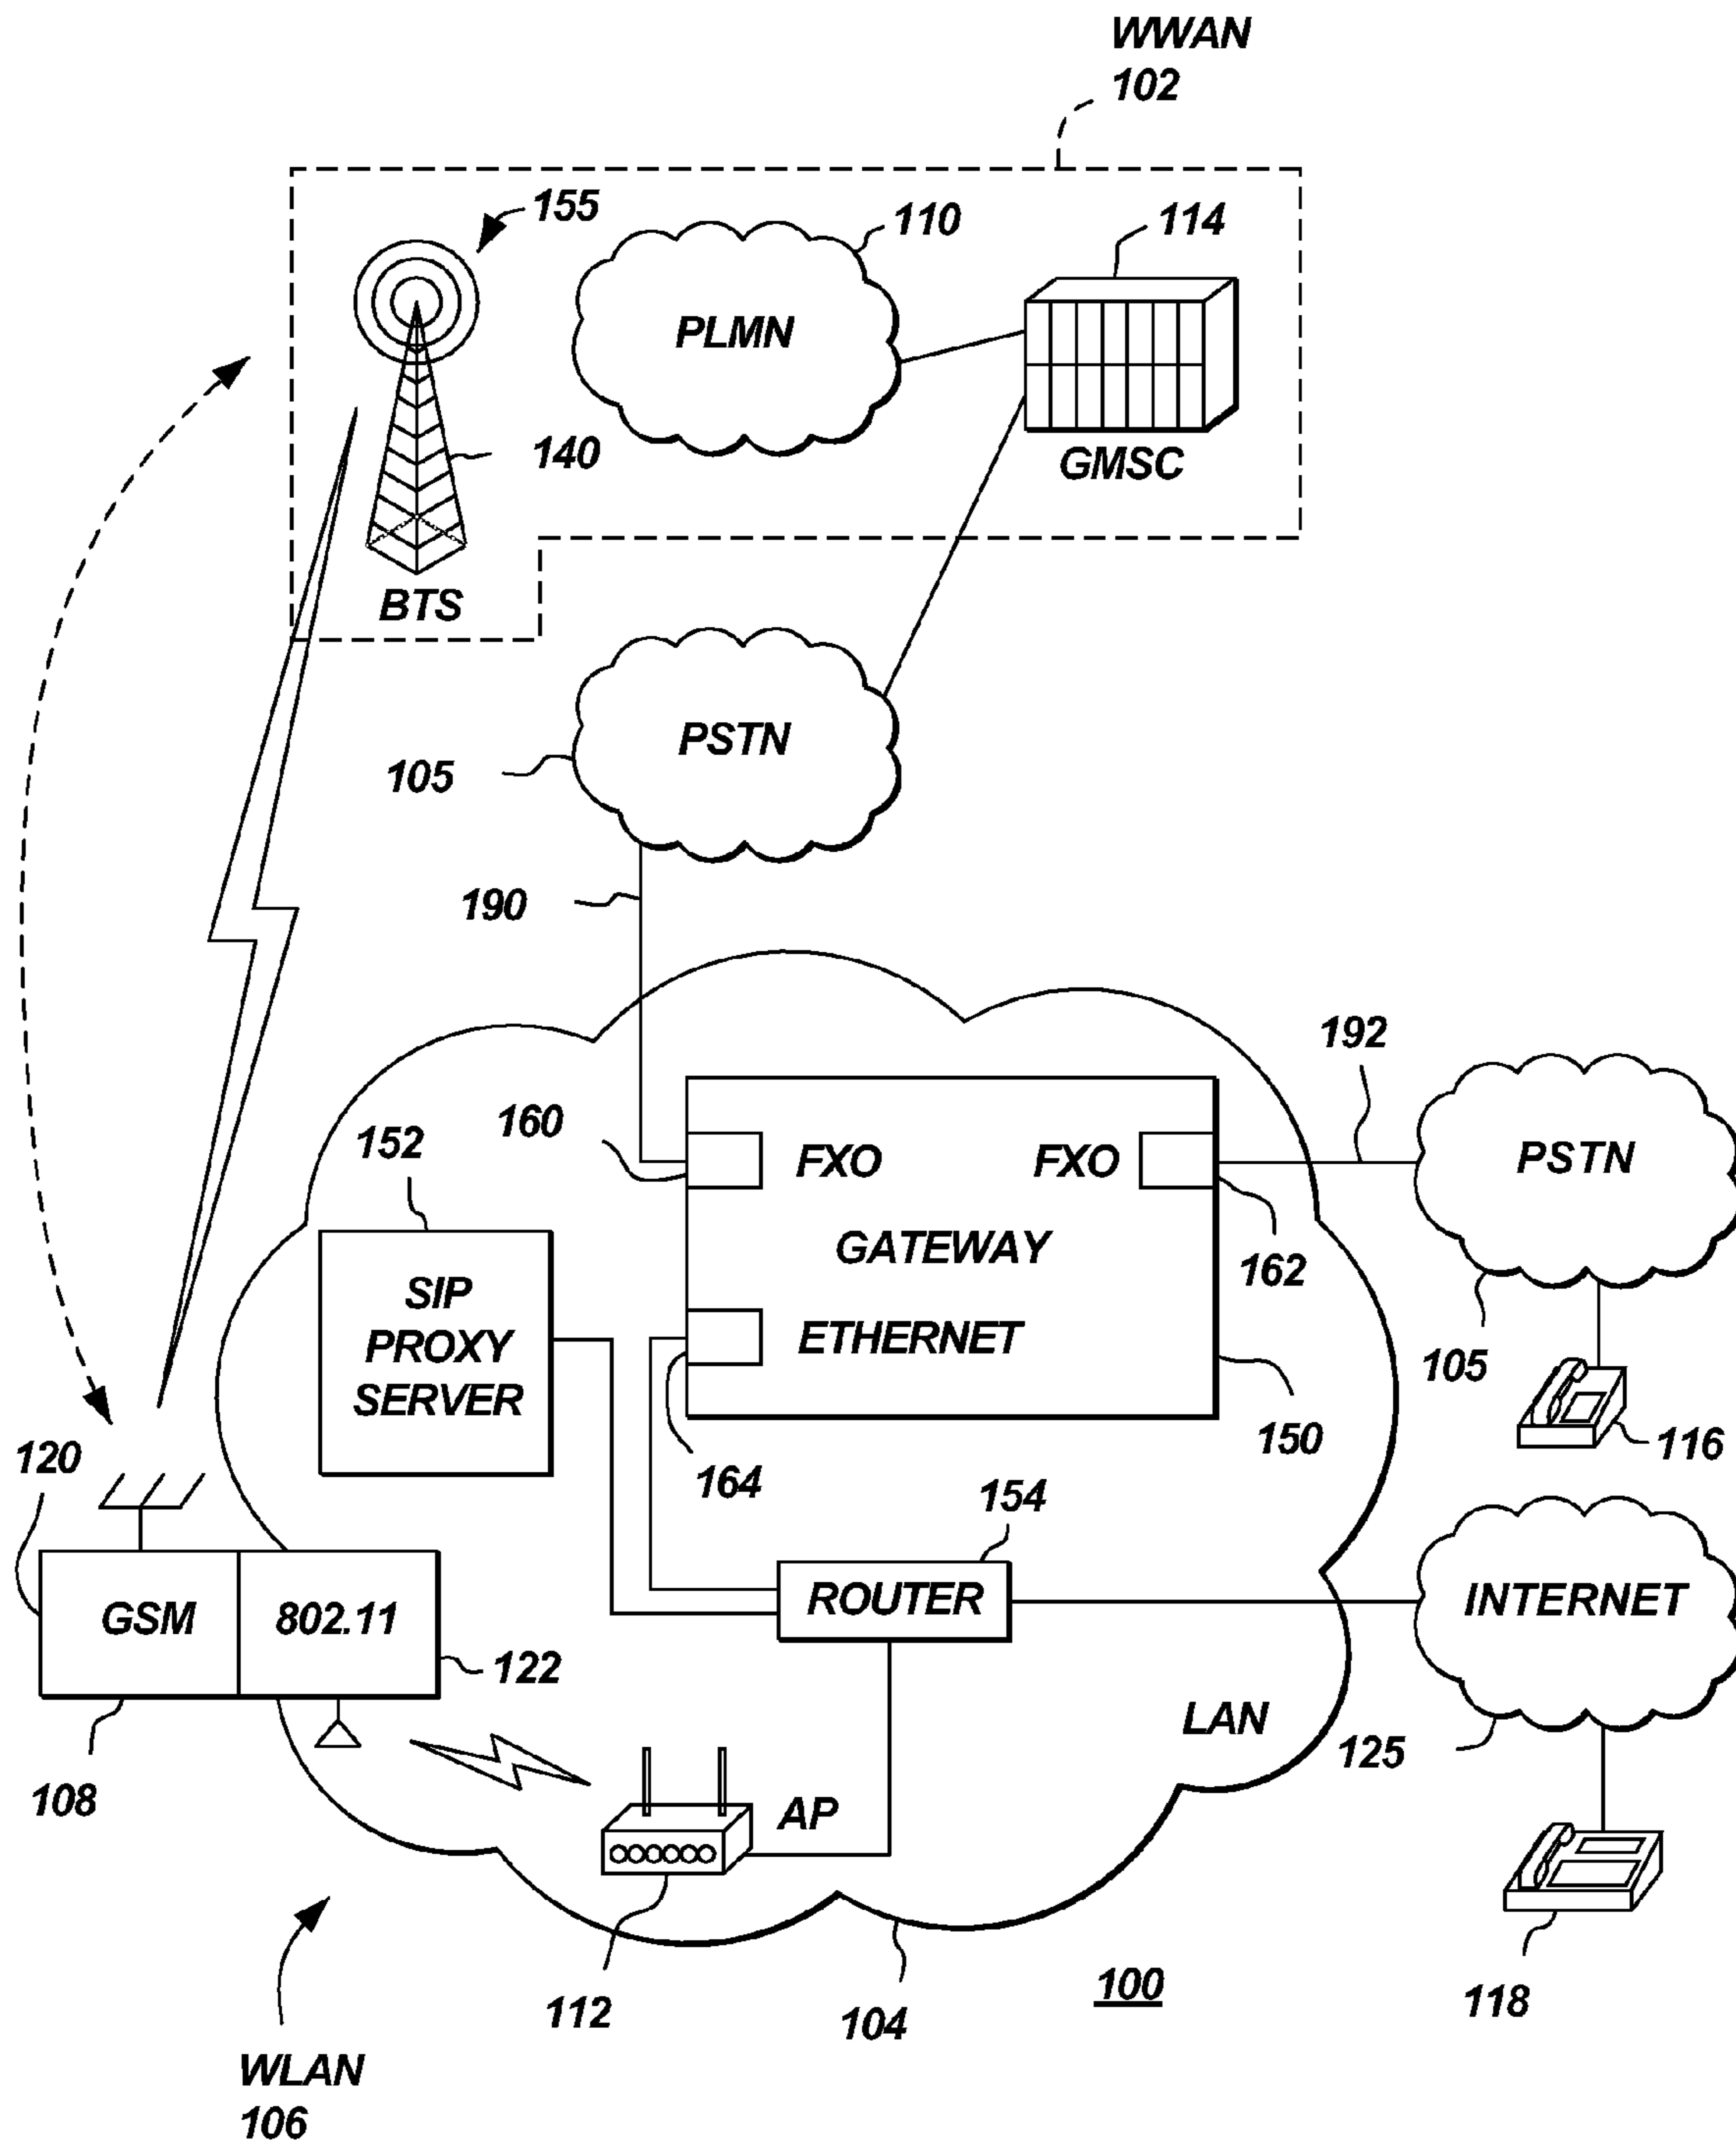 WWAN
102
155
110
114
PLMN
140
GMSC
BTS
PSTN
105
190
192
160
152
FXO
FXO
PSTN
GATEWAY
162
SIP
PROXY
SERVER
ETHERNET
105
150
116
120
164
154
ROUTER
INTERNET
GSM
802.11
122
LAN
125
108
AP
112
104
100
118
WLAN
106